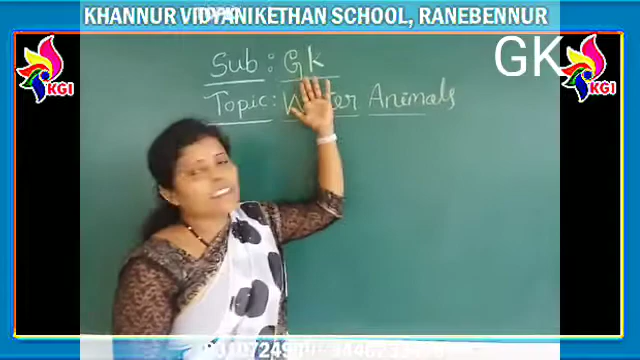 KHANNUR VIDYANIKETHAN SCHOOL, RANEBENNUR
GK
KGI
KGI
Sub : Gk
Topic: Water Animals